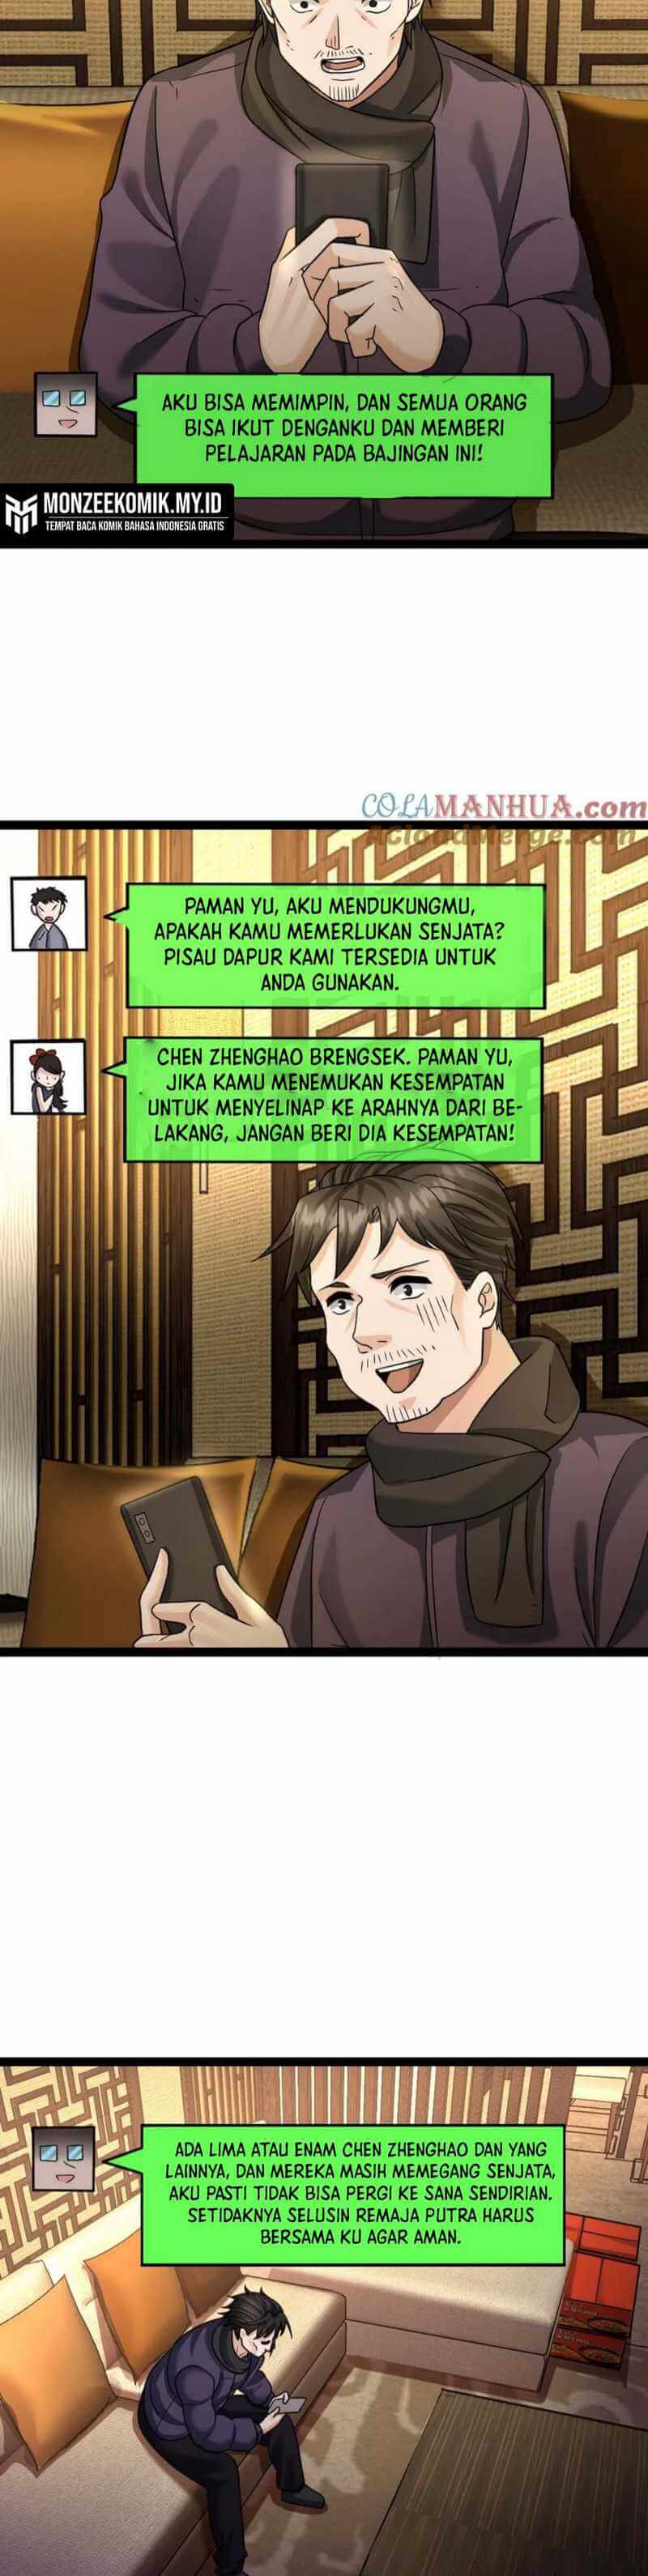 AKU BISA MEMIMPIN, DAN SEMUA ORANG
BISA IKUT DENGANKU DAN MEMBERI
PELAJARAN PADA BAJINGAN INI!
MONZEEKOMIK.MY.ID
TEMPAT BACA KOMIK BAHASA INDONESIA GRATIS
COLAMANHUA.com
AcloudMerge.com
PAMAN YU, AKU MENDUKUNGMU,
APAKAH KAMU MEMERLUKAN SENJATA?
PISAU DAPUR KAMI TERSEDIA UNTUK
ANDA GUNAKAN.
CHEN ZHENGHAO BRENGSEK. PAMAN YU,
JIKA KAMU MENEMUKAN KESEMPATAN
UNTUK MENYELINAP KE ARAHNYA DARI BE-
LAKANG, JANGAN BERI DIA KESEMPATAN!
ADA LIMA ATAU ENAM CHEN ZHENGHAO DAN YANG
LAINNYA, DAN MEREKA MASIH MEMEGANG SENJATA,
AKU PASTI TIDAK BISA PERGI KE SANA SENDIRIAN.
SETIDAKNYA SELUSIN REMAJA PUTRA HARUS
BERSAMA KU AGAR AMAN.